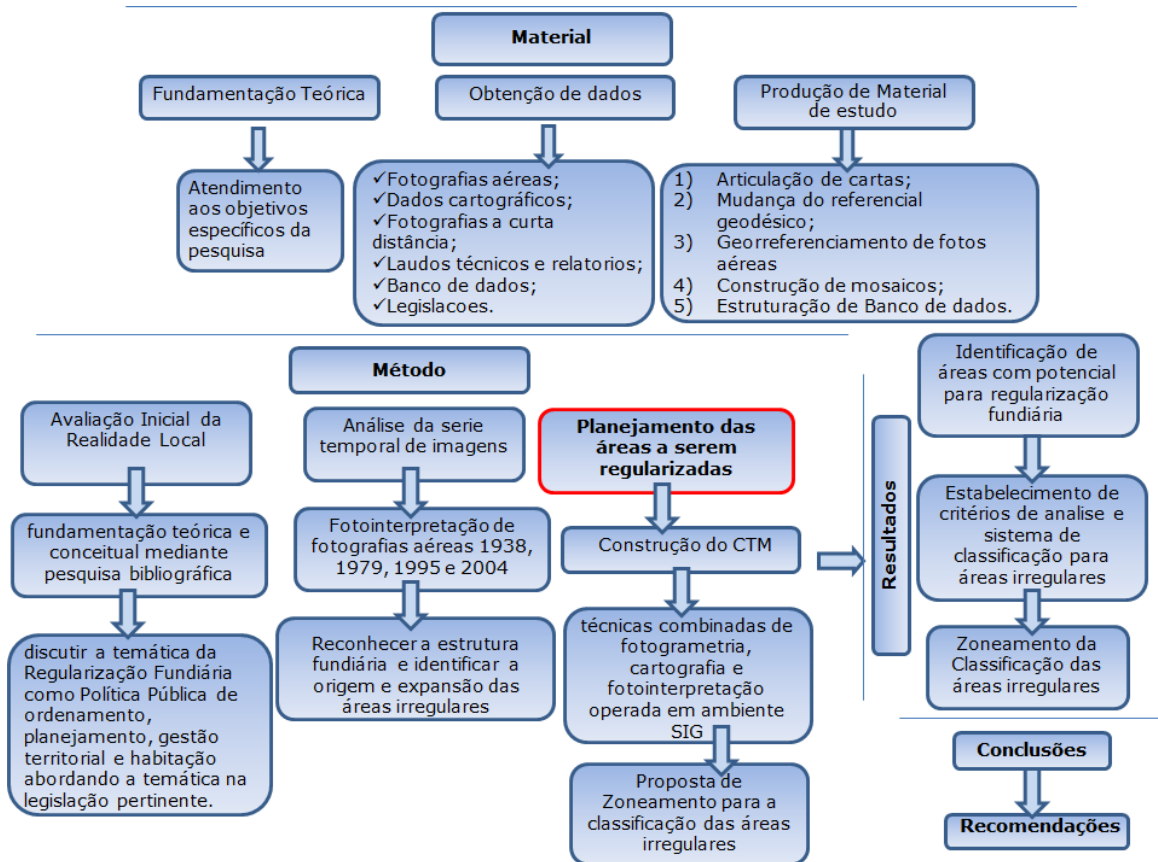 Material
Fundamentação Teórica
Atendimento
aos objetivos
específicos da
pesquisa
Obtenção de dados
✓Fotografias aéreas;
✓Dados cartográficos;
✓Fotografias a curta
distância;
✓Laudos técnicos e relatorios;
✓Banco de dados;
✓Legislacoes.
Produção de Material
de estudo
1) Articulação de cartas;
2) Mudança do referencial
geodésico;
3) Georreferenciamento de fotos
aéreas
4) Construção de mosaicos;
5) Estruturação de Banco de dados.
Método
Avaliação Inicial da
Realidade Local
fundamentação teórica e
conceitual mediante
pesquisa bibliográfica
discutir a temática da
Regularização Fundiária
como Política Pública de
ordenamento,
planejamento, gestão
territorial e habitação
abordando a temática na
legislação pertinente.
Análise da serie
temporal de imagens
Fotointerpretação de
fotografias aéreas 1938,
1979, 1995 e 2004
Reconhecer a estrutura
fundiária e identificar a
origem e expansão das
áreas irregulares
Planejamento das
áreas a serem
regularizadas
Construção do CTM
técnicas combinadas de
fotogrametria,
cartografia e
fotointerpretação
operada em ambiente
SIG
Proposta de
Zoneamento para a
classificação das áreas
irregulares
Resultados
Identificação de
áreas com potencial
para regularização
fundiária
Estabelecimento de
critérios de analise e
sistema de
classificação para
áreas irregulares
Zoneamento da
Classificação das
áreas irregulares
Conclusões
Recomendações